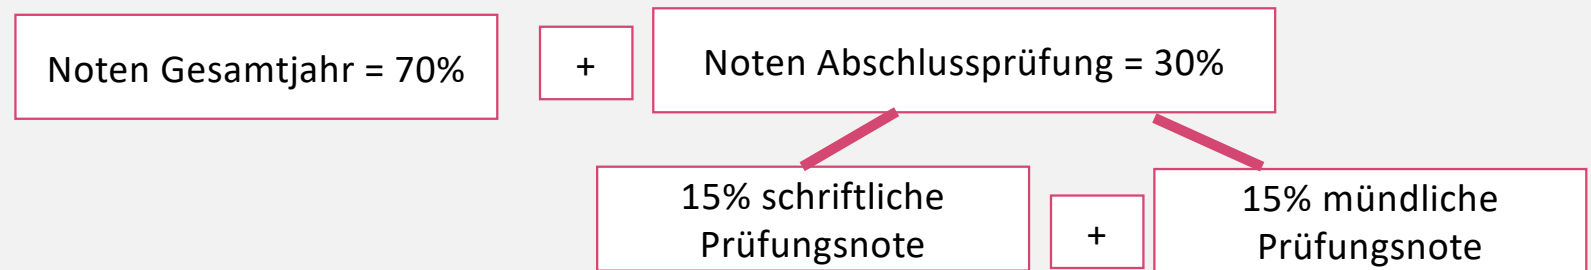 Noten Gesamtjahr = 70%
+
Noten Abschlussprüfung = 30%
15% schriftliche
Prüfungsnote
+
15% mündliche
Prüfungsnote